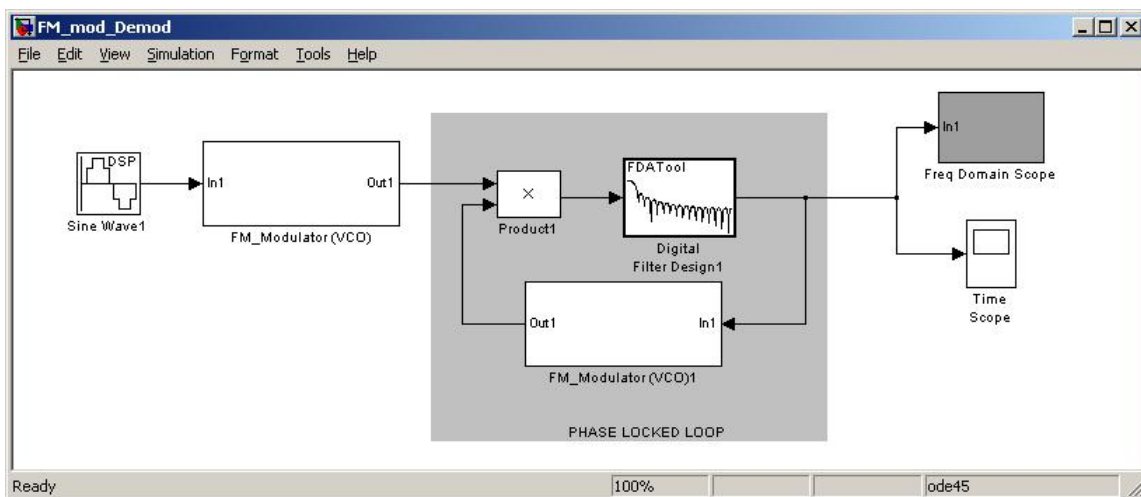 FM_mod_Demod
File Edit View Simulation Format Tools Help
DSP
Sine Wave1
In1
Out1
FM_Modulator (VCO)
×
Product1
FDATool
Digital
Filter Design1
Out1
In1
FM_Modulator (VCO)1
PHASE LOCKED LOOP
In1
Freq Domain Scope
Time
Scope
Ready
100%
ode45